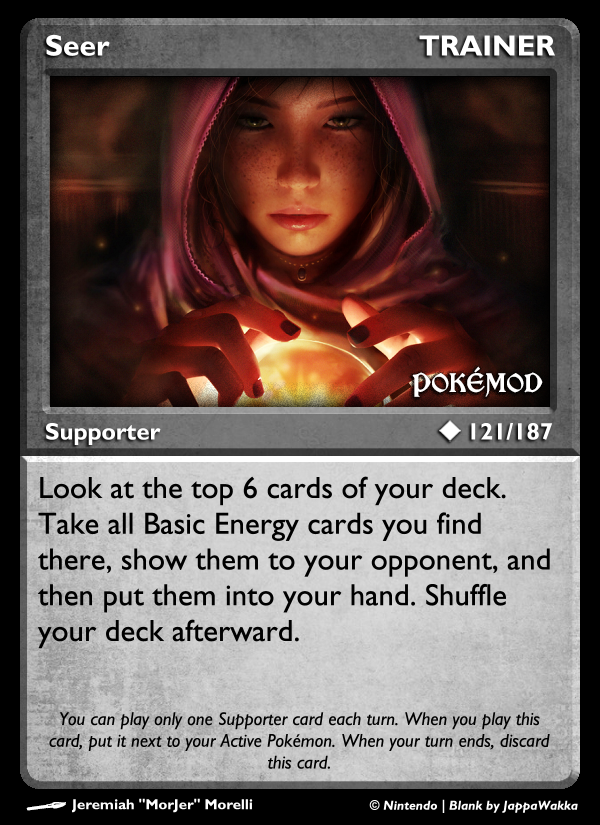 Seer TRAINER
POKÉMOD
Supporter ◆ 121/187
Look at the top 6 cards of your deck.
Take all Basic Energy cards you find
there, show them to your opponent, and
then put them into your hand. Shuffle
your deck afterward.
You can play only one Supporter card each turn. When you play this
card, put it next to your Active Pokémon. When your turn ends, discard
this card.
Jeremiah "MorJer" Morelli © Nintendo | Blank by JappaWakka